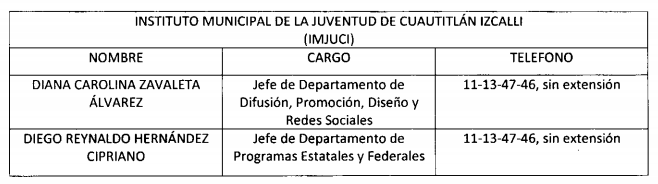 INSTITUTO MUNICIPAL DE LA JUVENTUD DE CUAUTITLÁN IZCALLI
(IMJUCI)
NOMBRE CARGO TELEFONO
DIANA CAROLINA ZAVALETA ÁLVAREZ Jefe de Departamento de Difusión, Promoción, Diseño y Redes Sociales 11-13-47-46, sin extensión
DIEGO REYNALDO HERNÁNDEZ CIPRIANO Jefe de Departamento de Programas Estatales y Federales 11-13-47-46, sin extensión